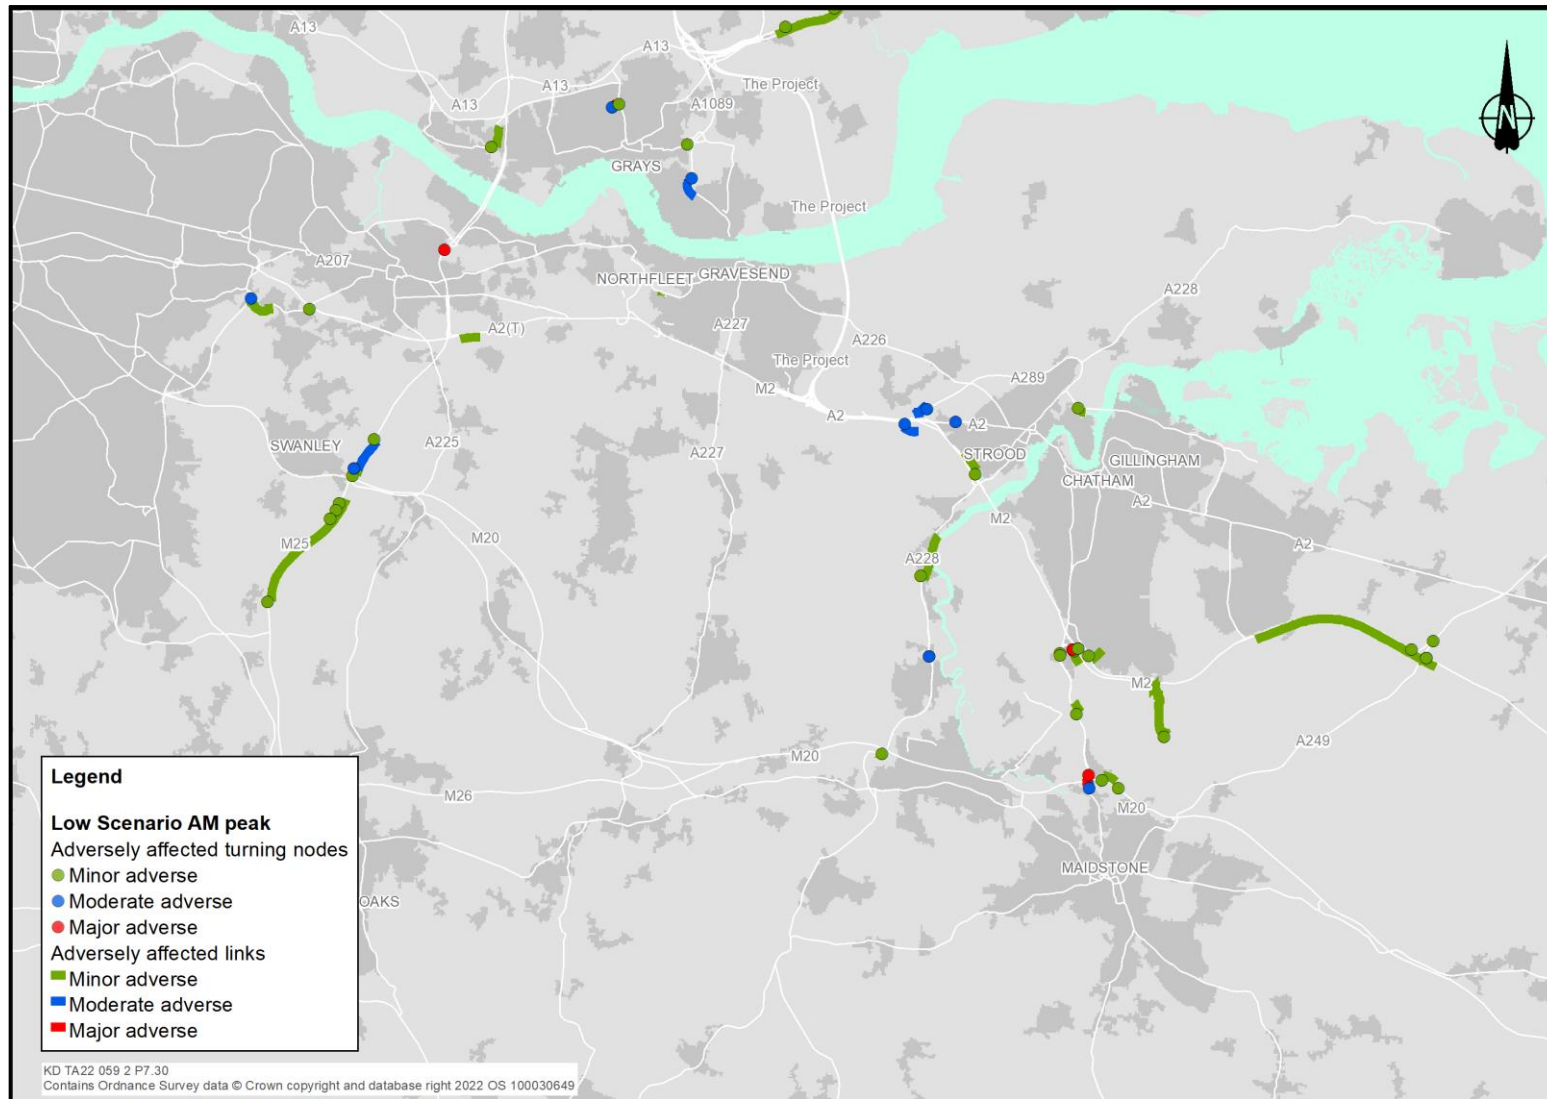 A13
A13
The Project
A13
A13
A1089
GRAYS
The Project
A207
NORTHFLEET
GRAVESEND
A228
A2(T)
A227
A226
The Project
A289
M2
A2
A2
SWANLEY
A225
A227
STROOD
GILLINGHAM
CHATHAM
A2
M2
M25
M20
A2
A228
M2
A249
M20
M26
M20
MAIDSTONE
OAKS
N
Legend
Low Scenario AM peak
Adversely affected turning nodes
Minor adverse
Moderate adverse
Major adverse
Adversely affected links
Minor adverse
Moderate adverse
Major adverse
KD TA22 059 2 P7.30
Contains Ordnance Survey data © Crown copyright and database right 2022 OS 100030649